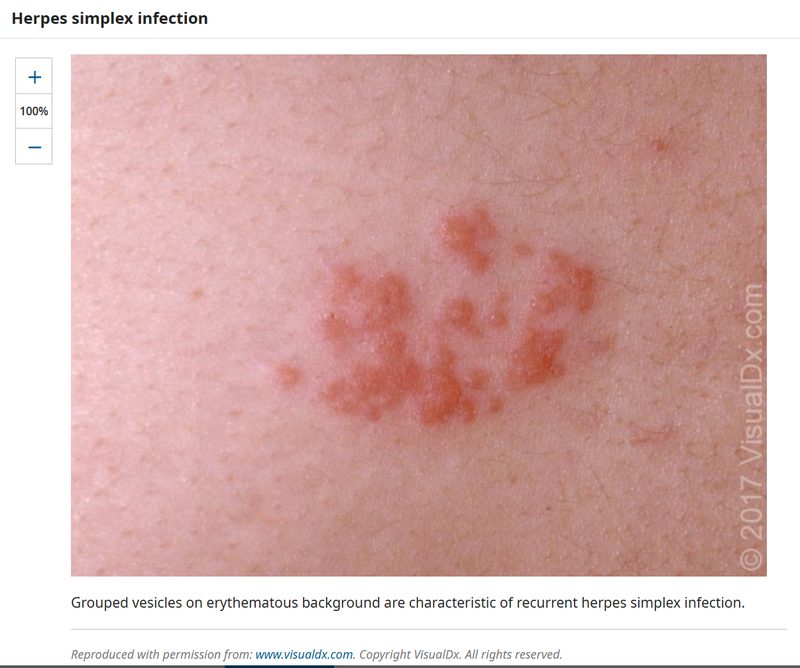 Herpes simplex infection
+
100%
−
© 2017 VisualDx.com
Grouped vesicles on erythematous background are characteristic of recurrent herpes simplex infection.
Reproduced with permission from: www.visualdx.com. Copyright VisualDx. All rights reserved.